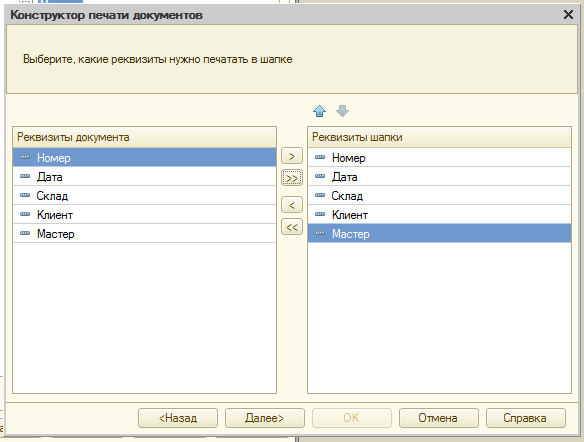 Конструктор печати документов
Выберите, какие реквизиты нужно печатать в шапке
Реквизиты документа
Номер
Дата
Склад
Клиент
Мастер
>
>>
<
<<
Реквизиты шапки
Номер
Дата
Склад
Клиент
Мастер
<Назад
Далее>
OK
Отмена
Справка